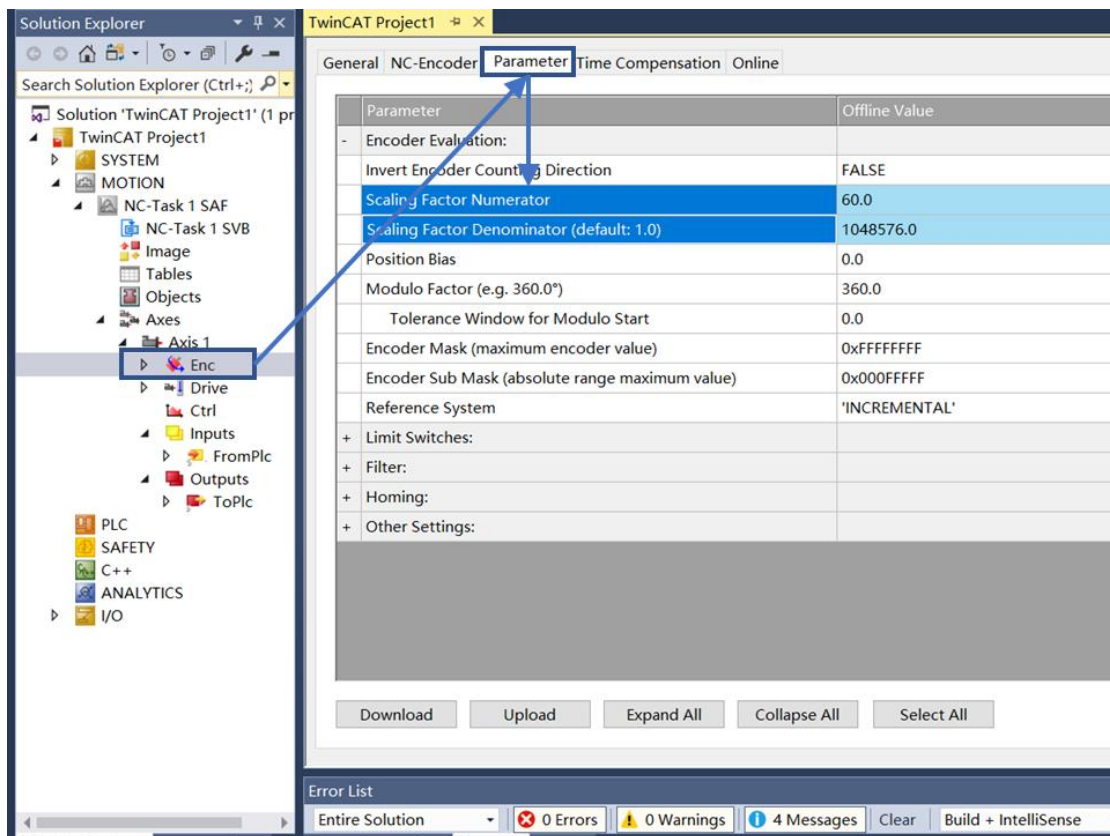 Solution Explorer
Search Solution Explorer (Ctrl+;)
Solution 'TwinCAT Project1' (1 pr
TwinCAT Project1
SYSTEM
MOTION
NC-Task 1 SAF
NC-Task 1 SVB
Image
Tables
Objects
Axes
Axis 1
Enc
Drive
Ctrl
Inputs
FromPlc
Outputs
ToPlc
PLC
SAFETY
C++
ANALYTICS
I/O
TwinCAT Project1
General NC-Encoder Parameter Time Compensation Online
Parameter Offline Value
- Encoder Evaluation:
Invert Encoder Counting Direction FALSE
Scaling Factor Numerator 60.0
Scaling Factor Denominator (default: 1.0) 1048576.0
Position Bias 0.0
Modulo Factor (e.g. 360.0°) 360.0
Tolerance Window for Modulo Start 0.0
Encoder Mask (maximum encoder value) 0xFFFFFFFF
Encoder Sub Mask (absolute range maximum value) 0x000FFFFF
Reference System 'INCREMENTAL'
+ Limit Switches:
+ Filter:
+ Homing:
+ Other Settings:
Download Upload Expand All Collapse All Select All
Error List
Entire Solution 0 Errors 0 Warnings 4 Messages Clear Build + IntelliSense